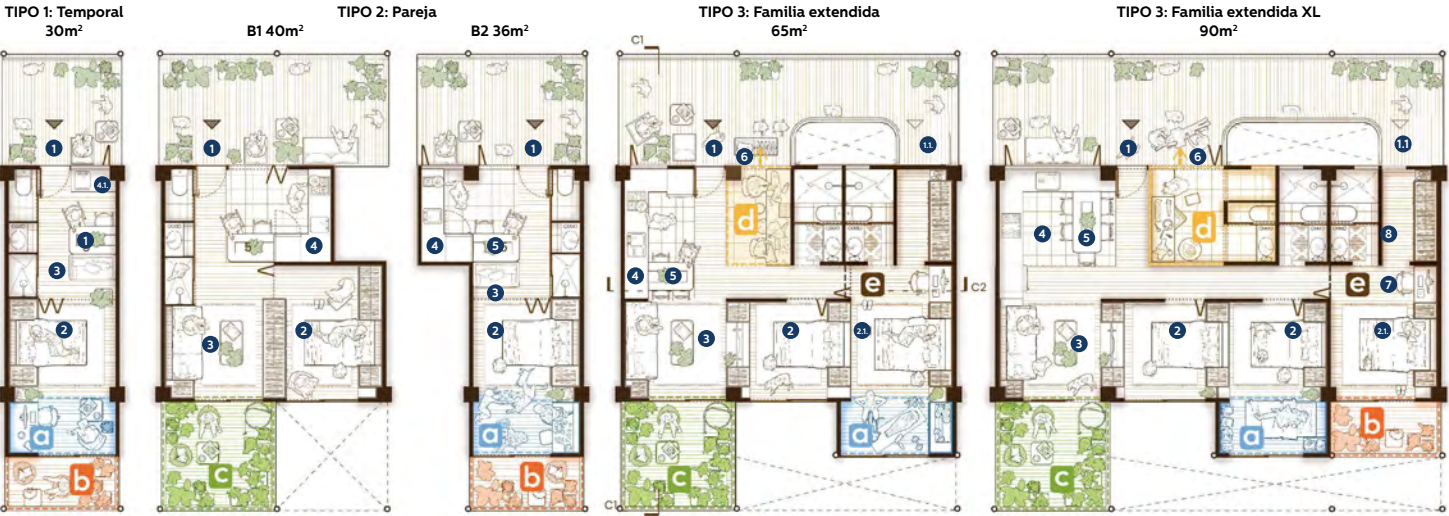 TIPO 1: Temporal
30m²
TIPO 2: Pareja
B1 40m²
B2 36m²
TIPO 3: Familia extendida
65m²
TIPO 3: Familia extendida XL
90m²
C1
1
1
1
1
1.1.
1
1.1
6
6
4.1.
1
3
2
a
b
5
4
3
2
c
4
5
3
2
a
b
d
4
5
e
C2
3
2
2.1.
a
c
C1
4
5
d
8
e
7
3
2
2
2.1.
a
b
c